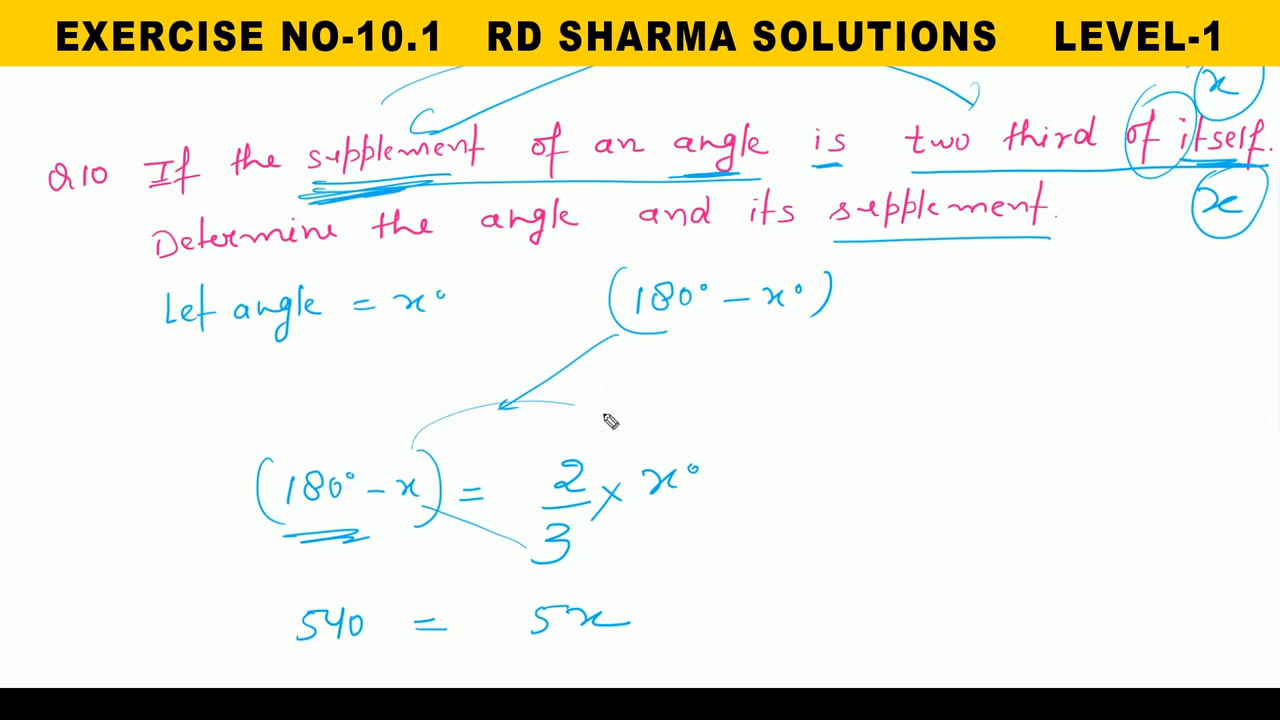 EXERCISE NO-10.1 RD SHARMA SOLUTIONS LEVEL-1
x
Q10 If the supplement of an angle is two third of itself.
x
Determine the angle and its supplement.
Let angle = x° (180° - x°)
(180° - x) = 2/3 × x°
540 = 5x